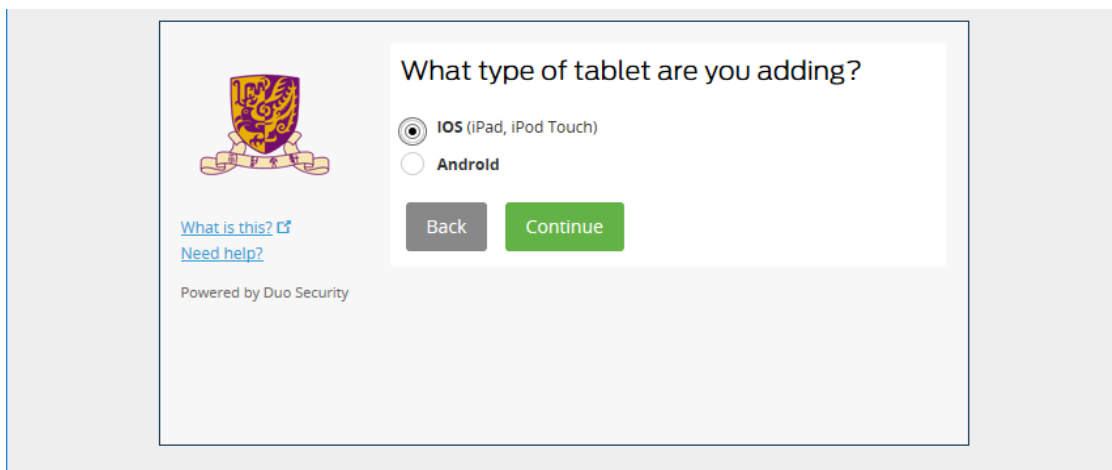 What type of tablet are you adding?
IOS (iPad, iPod Touch)
Android
Back
Continue
What is this?
Need help?
Powered by Duo Security